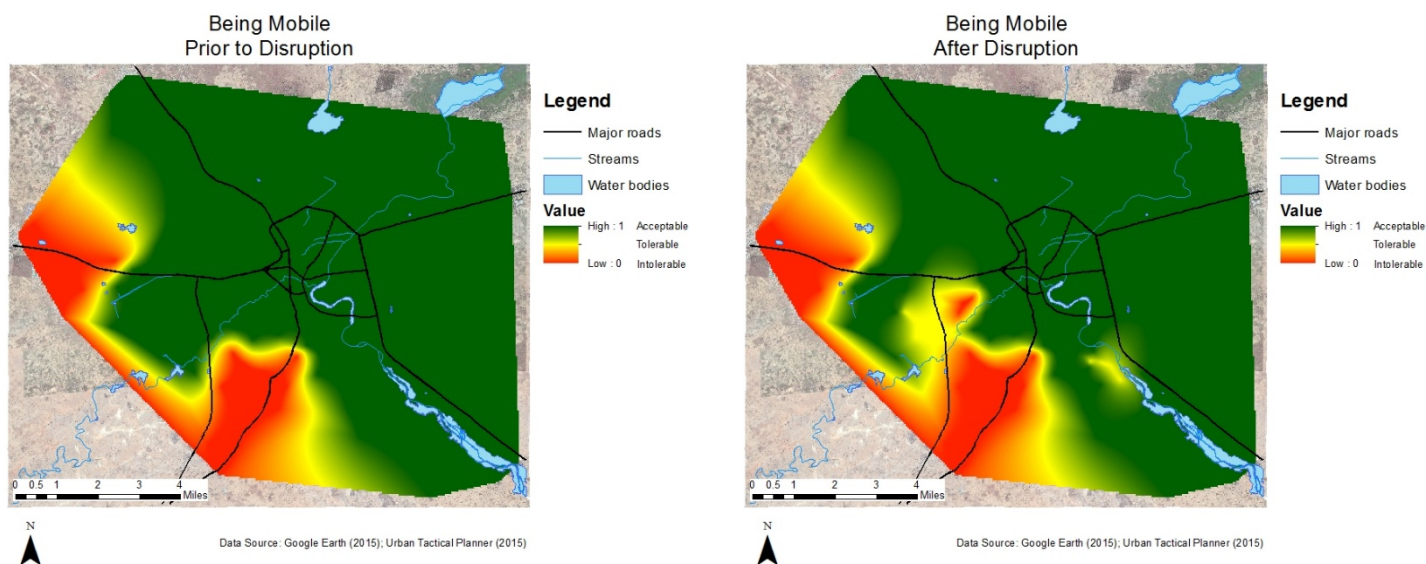 Being Mobile
Prior to Disruption
Legend
Major roads
Streams
Water bodies
Value
High : 1 Acceptable
Tolerable
Low : 0 Intolerable
0 0.5 1 2 3 4
Miles
N
Data Source: Google Earth (2015); Urban Tactical Planner (2015)
Being Mobile
After Disruption
Legend
Major roads
Streams
Water bodies
Value
High : 1 Acceptable
Tolerable
Low : 0 Intolerable
0 0.5 1 2 3 4
Miles
N
Data Source: Google Earth (2015); Urban Tactical Planner (2015)